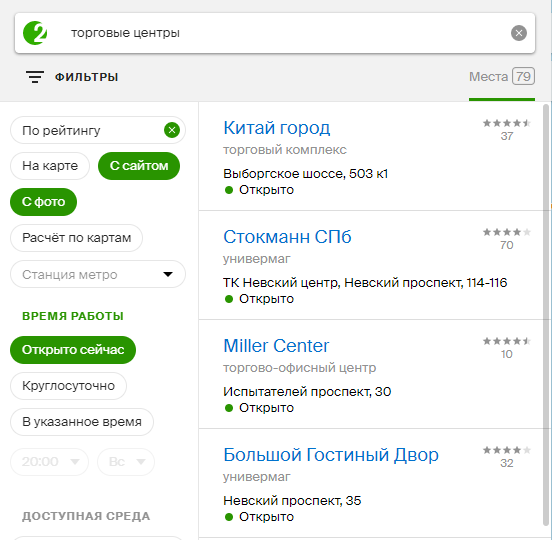 2
торговые центры
ФИЛЬТРЫ
Места 79
По рейтингу
На карте
С сайтом
С фото
Расчёт по картам
Станция метро
ВРЕМЯ РАБОТЫ
Открыто сейчас
Круглосуточно
В указанное время
20:00
Вс
ДОСТУПНАЯ СРЕДА
Китай город
37
торговый комплекс
Выборгское шоссе, 503 к1
Открыто
Стокманн СПб
70
универмаг
ТК Невский центр, Невский проспект, 114-116
Открыто
Miller Center
10
торгово-офисный центр
Испытателей проспект, 30
Открыто
Большой Гостиный Двор
32
универмаг
Невский проспект, 35
Открыто